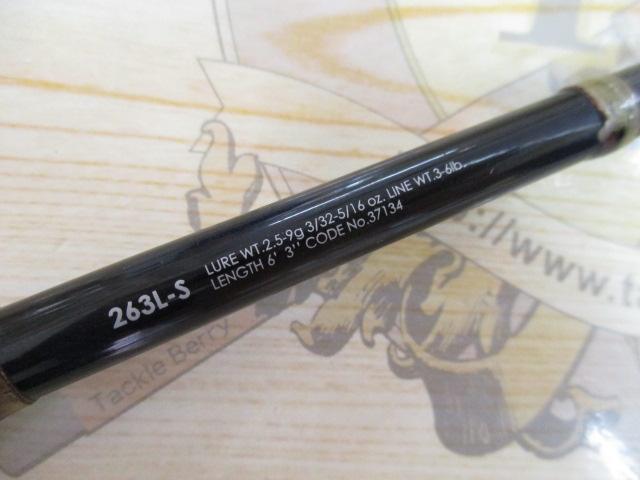 263L-S
LURE WT.2.5-9g 3/32-5/16 oz. LINE WT.3-6lb.
LENGTH 6' 3'' CODE No.37134
Tackle Berry
://www.t